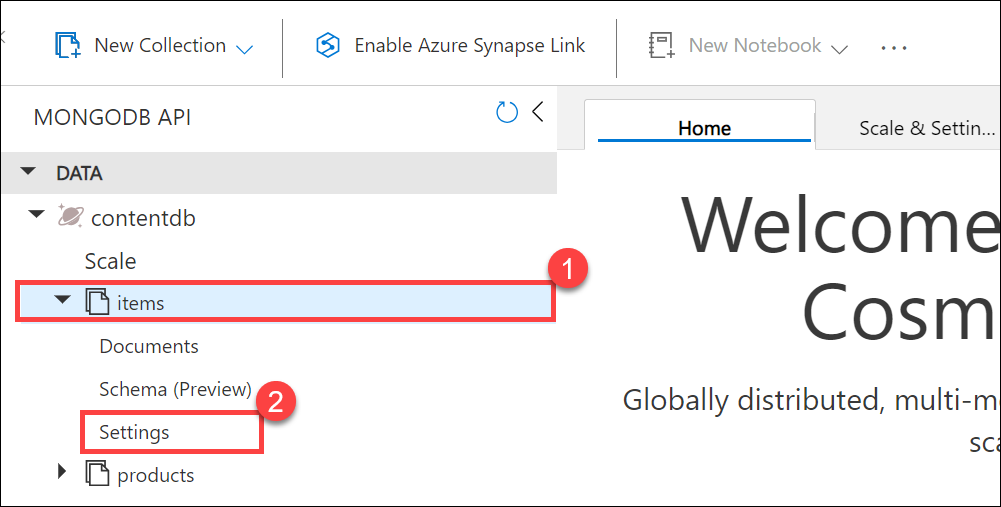 New Collection
Enable Azure Synapse Link
New Notebook
...
MONGODB API
Home
Scale & Settin...
DATA
contentdb
Scale
1
items
Documents
Schema (Preview)
2
Settings
products
Welcome
Cosm
Globally distributed, multi-m
sca